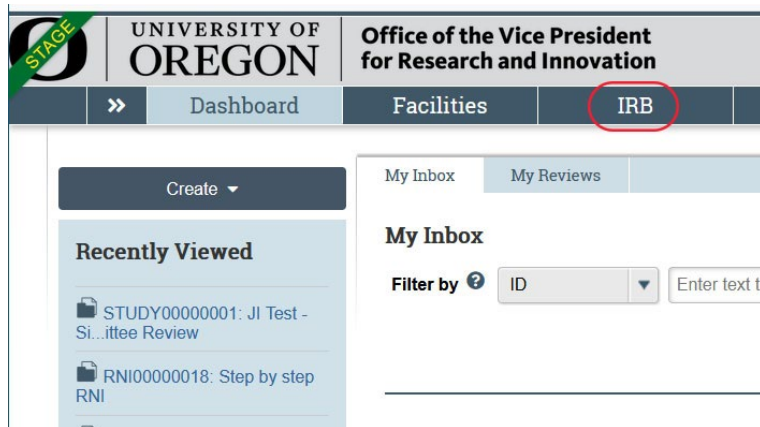 STAGE
UNIVERSITY OF
OREGON
Office of the Vice President
for Research and Innovation
»
Dashboard
Facilities
IRB
Create
My Inbox
My Reviews
Recently Viewed
STUDY00000001: JI Test -
Si...ittee Review
RNI00000018: Step by step
RNI
My Inbox
Filter by ?
ID
Enter text t